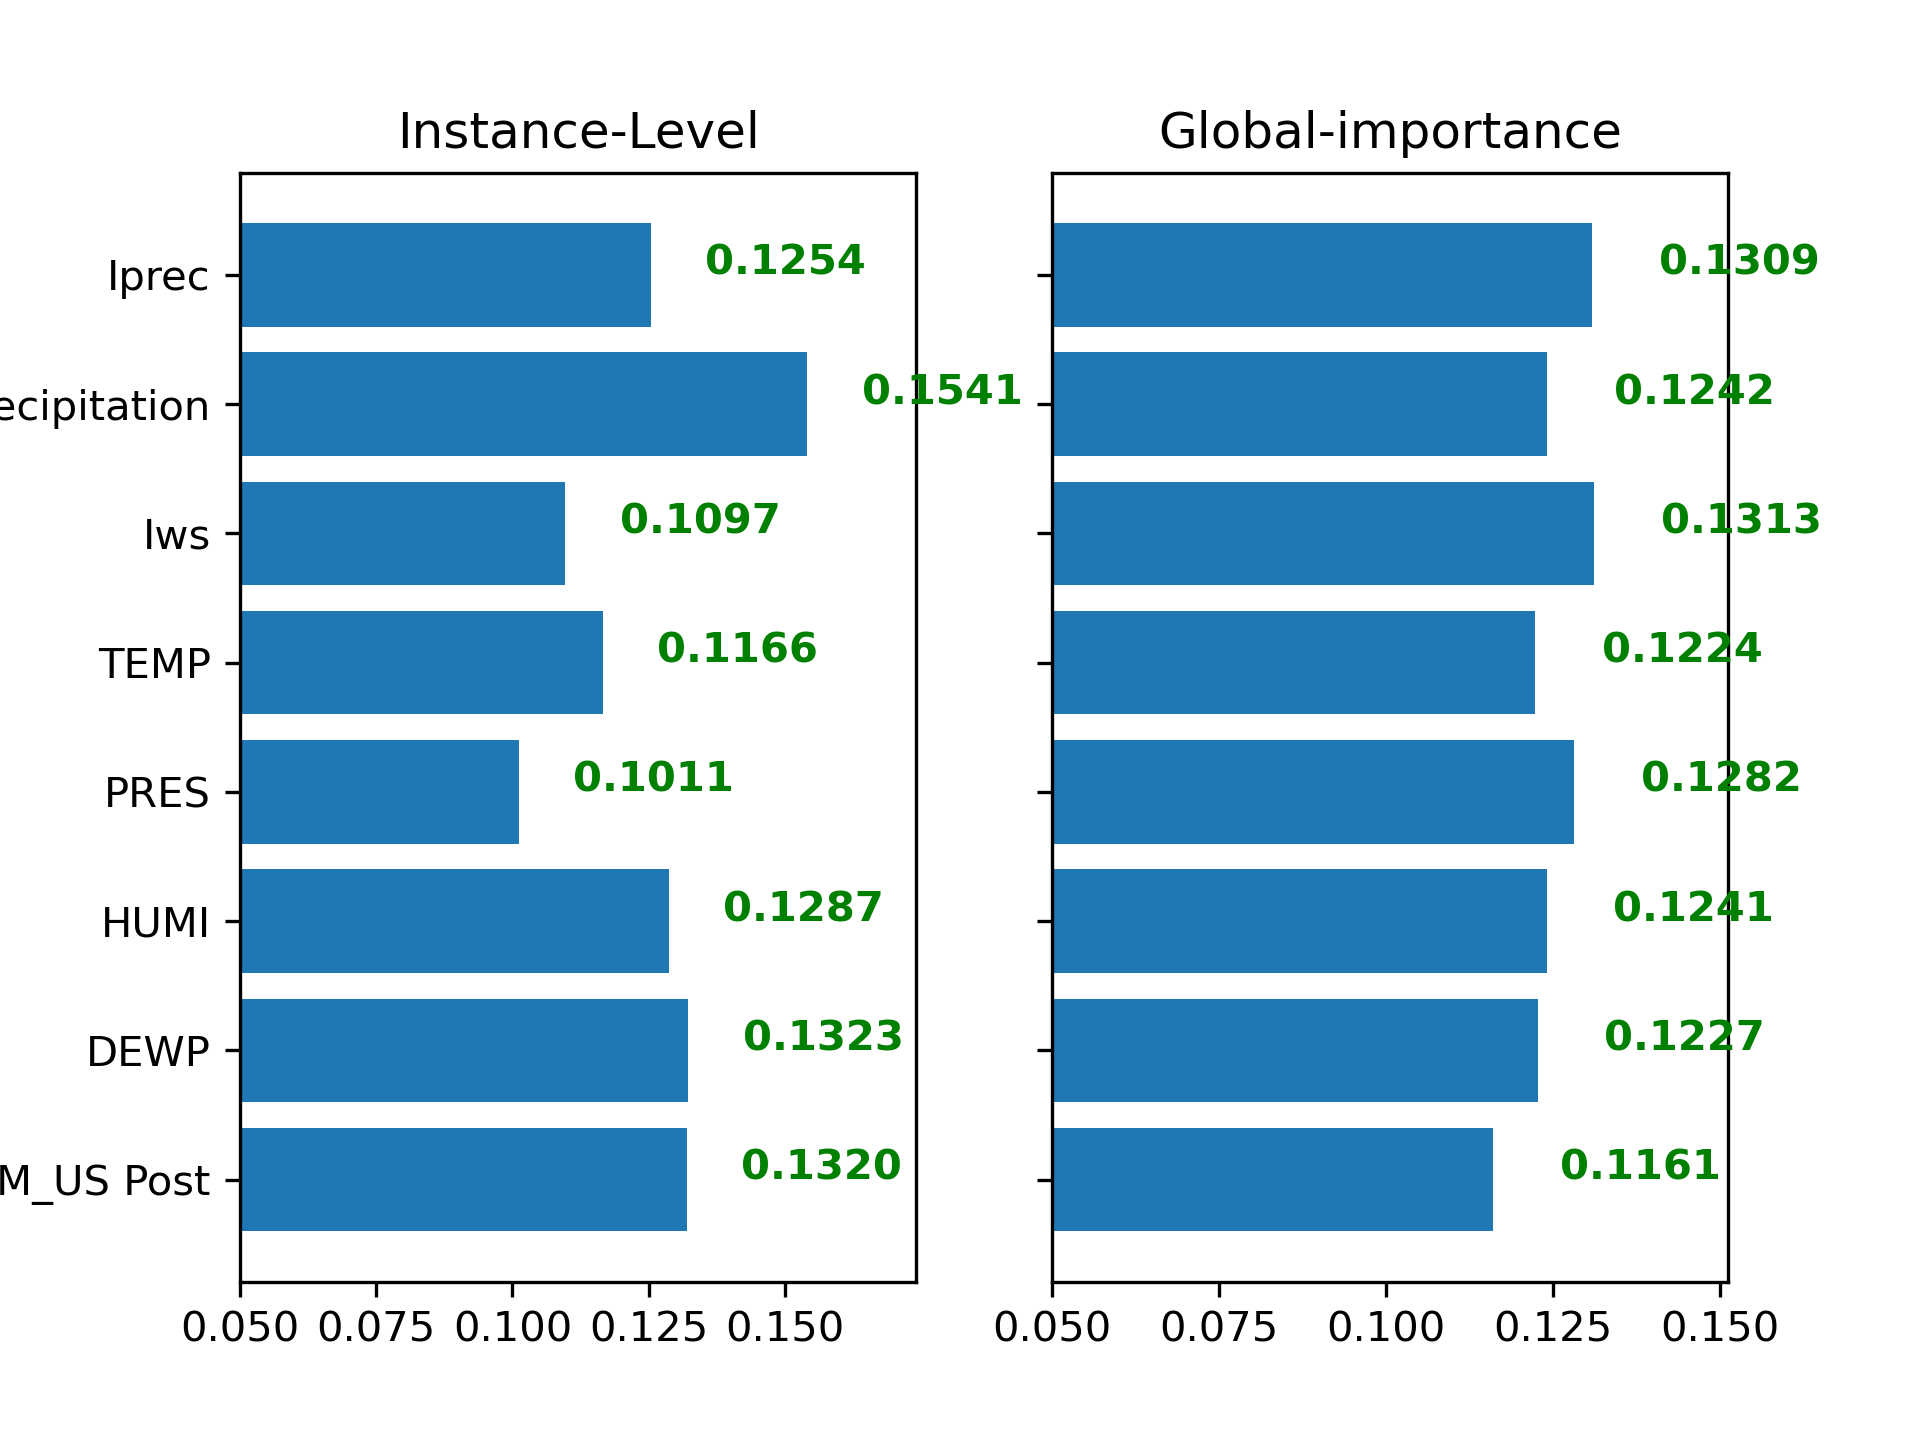 Instance-Level
Global-importance
Iprec
0.1254
0.1309
ecipitation
0.1541
0.1242
Iws
0.1097
0.1313
TEMP
0.1166
0.1224
PRES
0.1011
0.1282
HUMI
0.1287
0.1241
DEWP
0.1323
0.1227
M_US Post
0.1320
0.1161
0.050 0.075 0.100 0.125 0.150
0.050 0.075 0.100 0.125 0.150